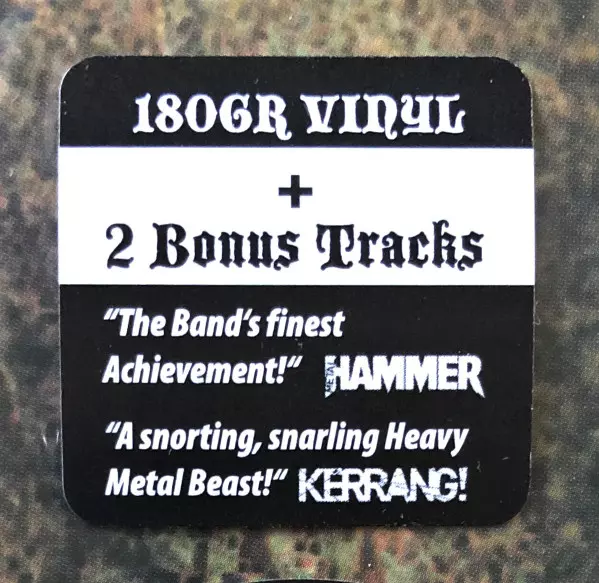 180GR VINYL
+
2 Bonus Tracks
“The Band‘s finest
Achievement!“ METAL HAMMER
“A snorting, snarling Heavy
Metal Beast!“ KERRANG!